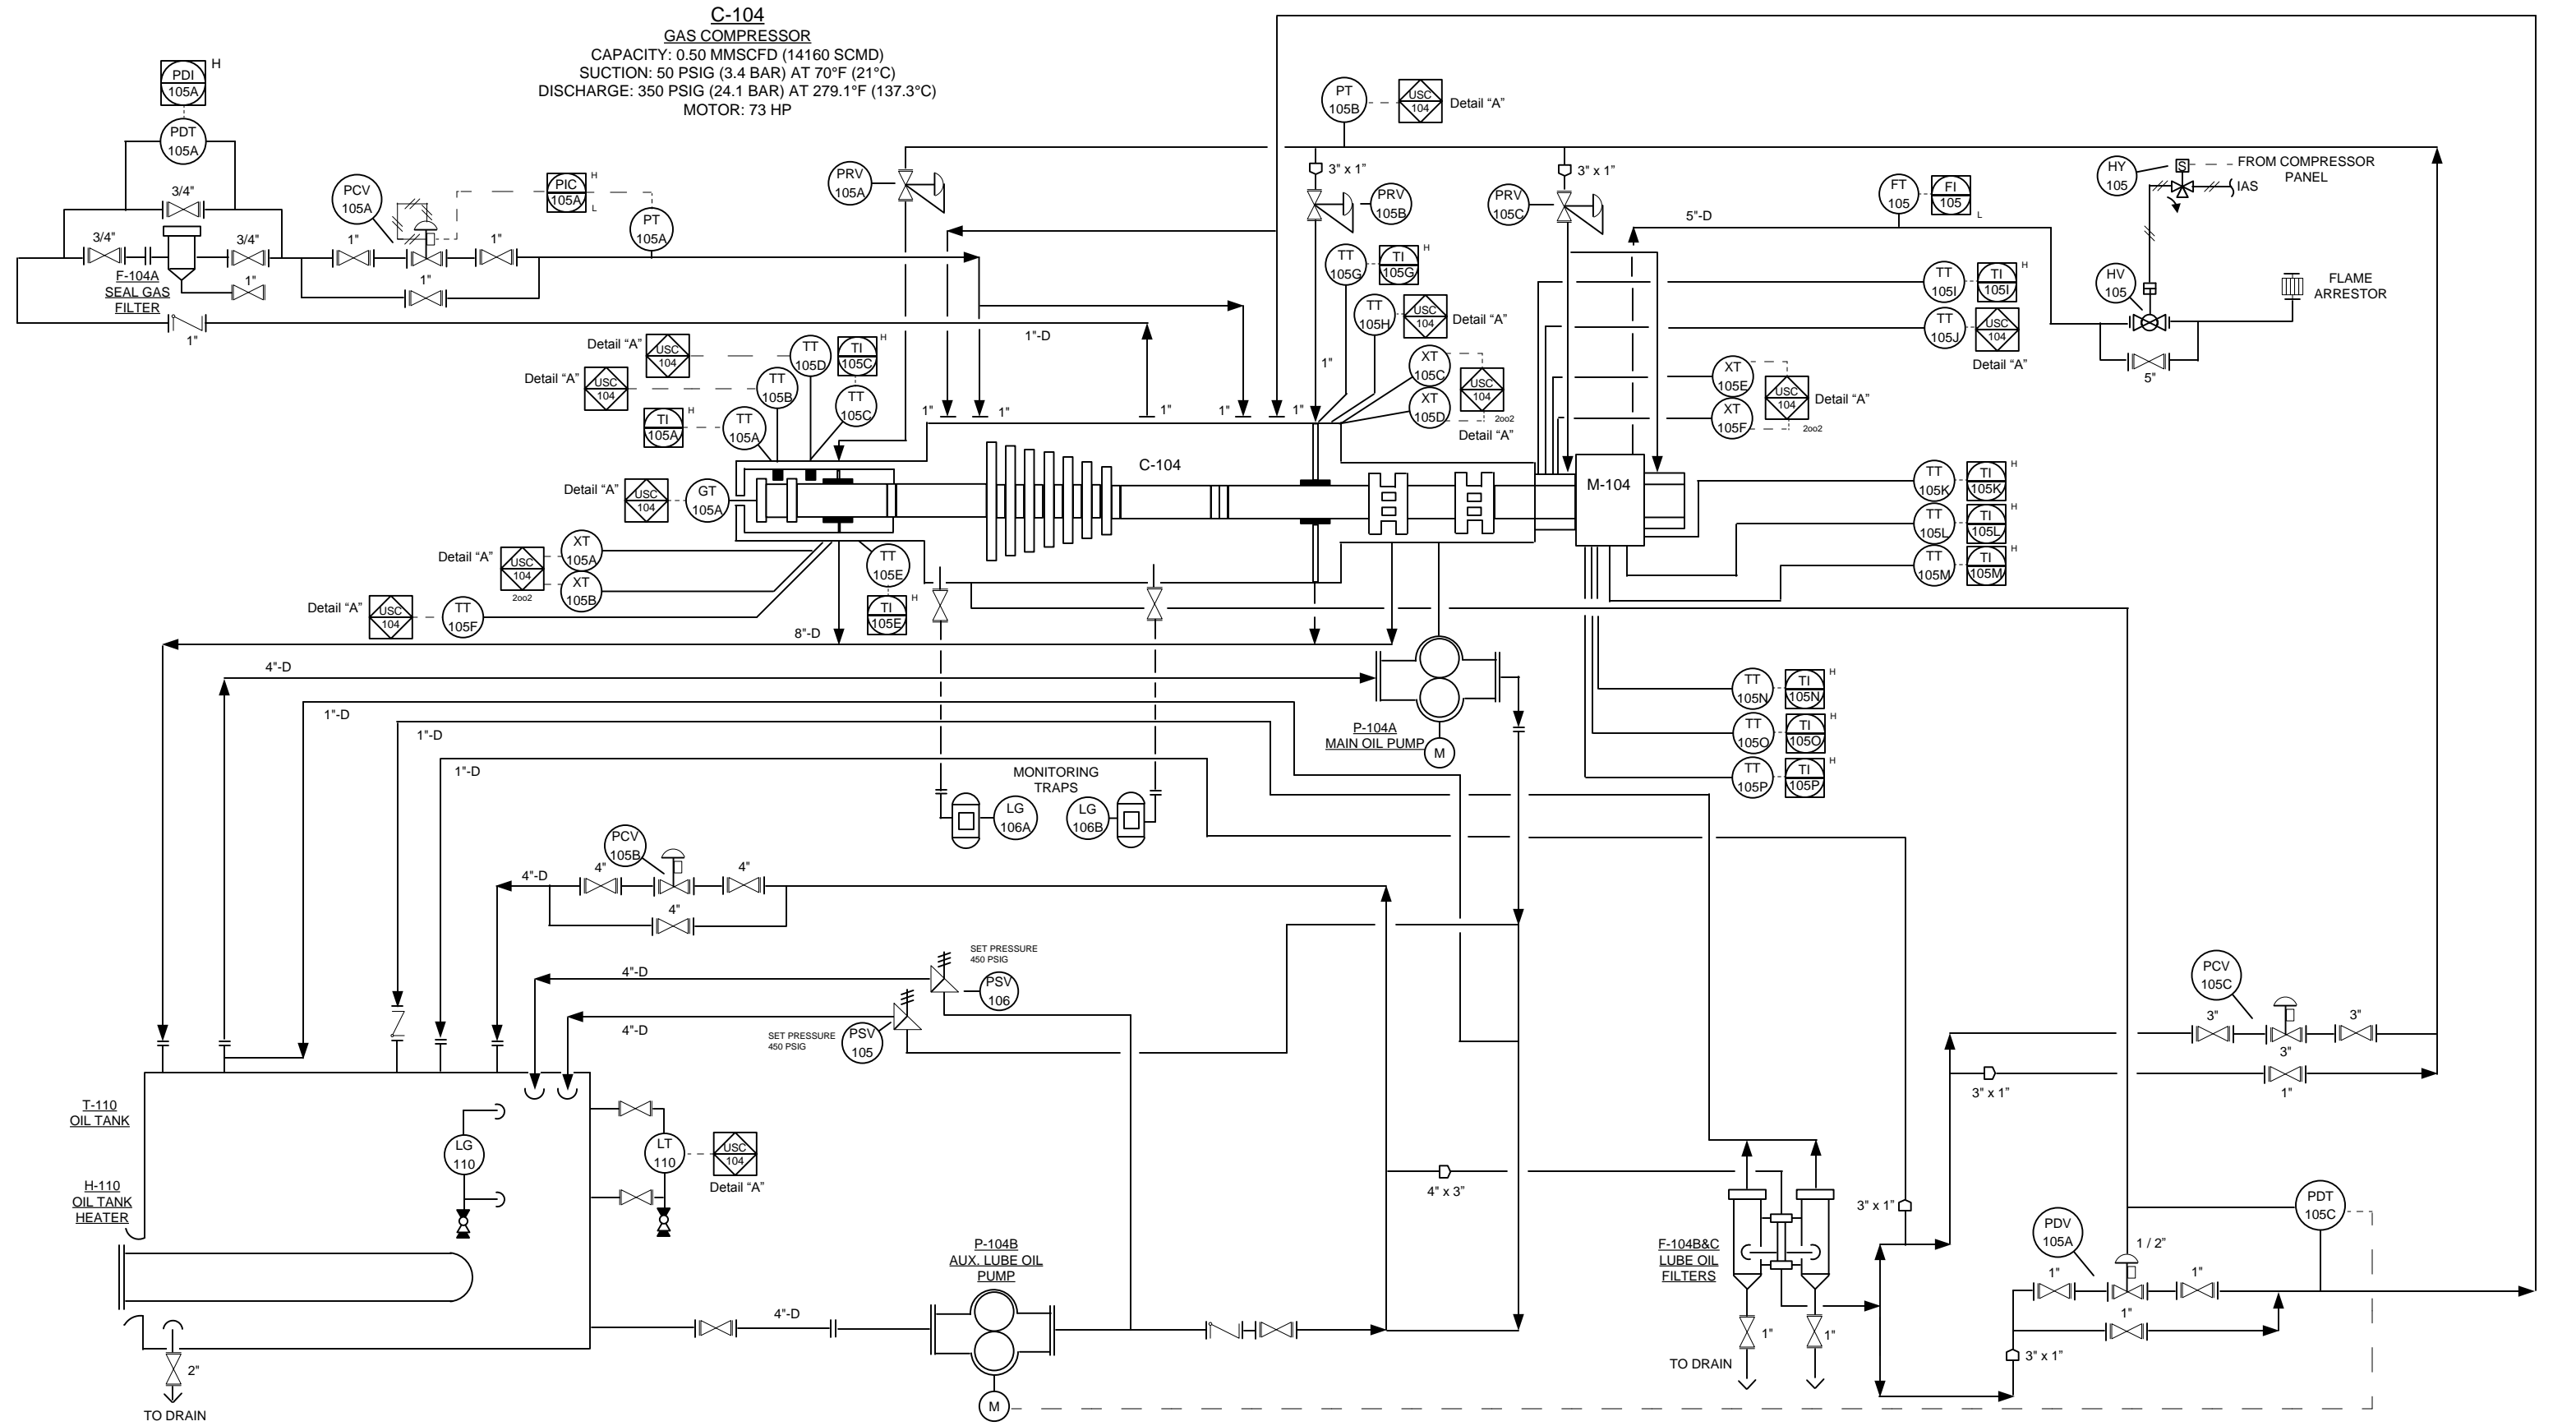 C-104
GAS COMPRESSOR
CAPACITY: 0.50 MMSCFD (14160 SCMD)
SUCTION: 50 PSIG (3.4 BAR) AT 70°F (21°C)
DISCHARGE: 350 PSIG (24.1 BAR) AT 279.1°F (137.3°C)
MOTOR: 73 HP
PDI
105A
H
PDT
105A
3/4"
3/4"
3/4"
F-104A
SEAL GAS
FILTER
1"
1"
PCV
105A
1"
1"
1"
PIC
105A
H
L
PT
105A
PRV
105A
PT
105B
USC
104
Detail “A”
3" x 1"
PRV
105B
3" x 1"
PRV
105C
5"-D
FT
105
FI
105
L
HY
105
S
FROM COMPRESSOR
PANEL
IAS
HV
105
5"
FLAME
ARRESTOR
1"-D
TT
105G
TI
105G
H
TT
105H
USC
104
Detail “A”
1"
XT
105C
XT
105D
USC
104
2oo2
Detail “A”
TT
105I
TI
105I
H
TT
105J
USC
104
Detail “A”
XT
105E
XT
105F
USC
104
Detail “A”
2oo2
Detail “A”
USC
104
TT
105D
TI
105C
H
Detail “A”
USC
104
TT
105B
TT
105C
TI
105A
H
TT
105A
1"
1"
1"
1"
1"
C-104
M-104
Detail “A”
USC
104
GT
105A
Detail “A”
USC
104
2oo2
XT
105A
XT
105B
TT
105E
TI
105E
H
Detail “A”
USC
104
TT
105F
TT
105K
TI
105K
H
TT
105L
TI
105L
H
TT
105M
TI
105M
H
8"-D
4"-D
1"-D
1"-D
1"-D
P-104A
MAIN OIL PUMP
M
TT
105N
TI
105N
H
TT
105O
TI
105O
H
TT
105P
TI
105P
H
MONITORING
TRAPS
LG
106A
LG
106B
PCV
105B
4"-D
4"
4"
4"
SET PRESSURE
450 PSIG
PSV
106
4"-D
SET PRESSURE
450 PSIG
PSV
105
4"-D
T-110
OIL TANK
LG
110
LT
110
USC
104
Detail “A”
H-110
OIL TANK
HEATER
2"
TO DRAIN
4"-D
P-104B
AUX. LUBE OIL
PUMP
M
4" x 3"
F-104B&C
LUBE OIL
FILTERS
1"
1"
TO DRAIN
3" x 1"
PCV
105C
3"
3"
3"
3" x 1"
1"
PDT
105C
PDV
105A
1 / 2"
1"
1"
1"
3" x 1"